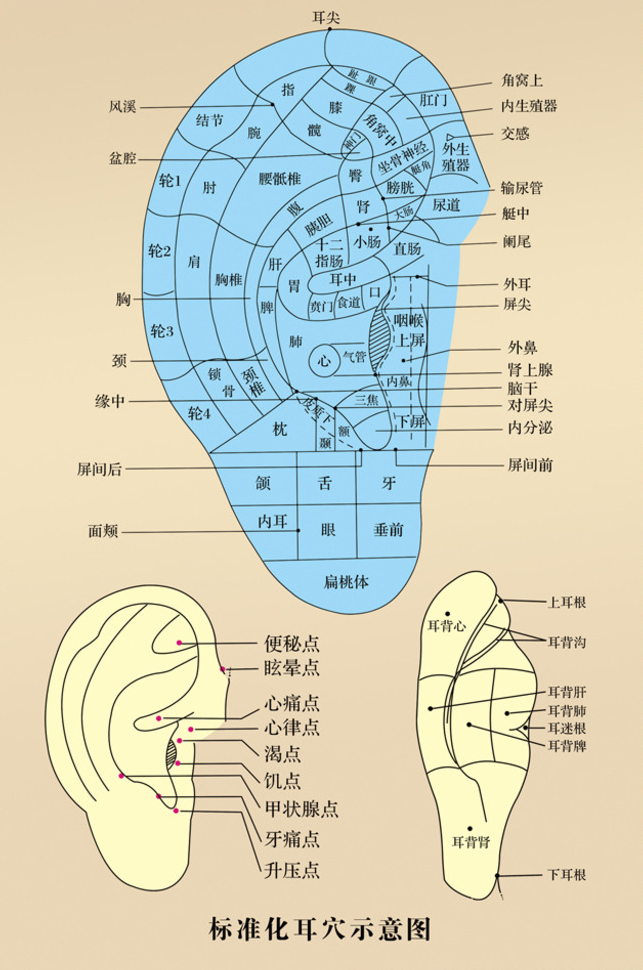 耳尖
趾
跟
指
踝
角窝上
肛门
风溪
膝
内生殖器
结节
腕
髋
角窝中
交感
神门
外生
殖器
坐骨神经
盆腔
艇角
轮1
肘
腰骶椎
臀
膀胱
输尿管
腹
肾
大肠
尿道
艇中
胰胆
小肠
十二
指肠
直肠
阑尾
轮2
肩
胸椎
肝
耳中
胃
口
外耳
胸
脾
贲门
食道
屏尖
咽喉
上屏
轮3
肺
外鼻
颈
心
气管
肾上腺
锁
骨
颈
椎
内鼻
脑干
缘中
三焦
对屏尖
皮质下
轮4
枕
颞
额
下屏
内分泌
屏间后
屏间前
颌
舌
牙
面颊
内耳
眼
垂前
扁桃体
便秘点
眩晕点
心痛点
心律点
渴点
饥点
甲状腺点
牙痛点
升压点
上耳根
耳背心
耳背沟
耳背肝
耳背肺
耳迷根
耳背牌
耳背肾
下耳根
标准化耳穴示意图